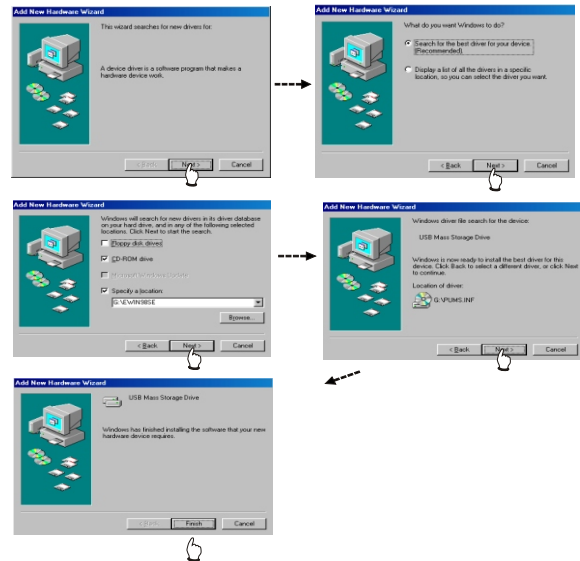 Add New Hardware Wizard
This wizard searches for new drivers for:
A device driver is a software program that makes a
hardware device work.
< Back
Next >
Cancel
Add New Hardware Wizard
What do you want Windows to do?
Search for the best driver for your device.
(Recommended).
Display a list of all the drivers in a specific
location, so you can select the driver you want.
< Back
Next >
Cancel
Add New Hardware Wizard
Windows will search for new drivers in its driver database
on your hard drive, and in any of the following selected
locations. Click Next to start the search.
Floppy disk drives
CD-ROM drive
Microsoft Windows Update
Specify a location:
Browse...
< Back
Next >
Cancel
Add New Hardware Wizard
Windows driver file search for the device:
USB Mass Storage Drive
Windows is now ready to install the best driver for this
device. Click Back to select a different driver, or click Next
to continue.
Location of driver:
< Back
Next >
Cancel
Add New Hardware Wizard
USB Mass Storage Drive
Windows has finished installing the software that your new
hardware device requires.
< Back
Finish
Cancel